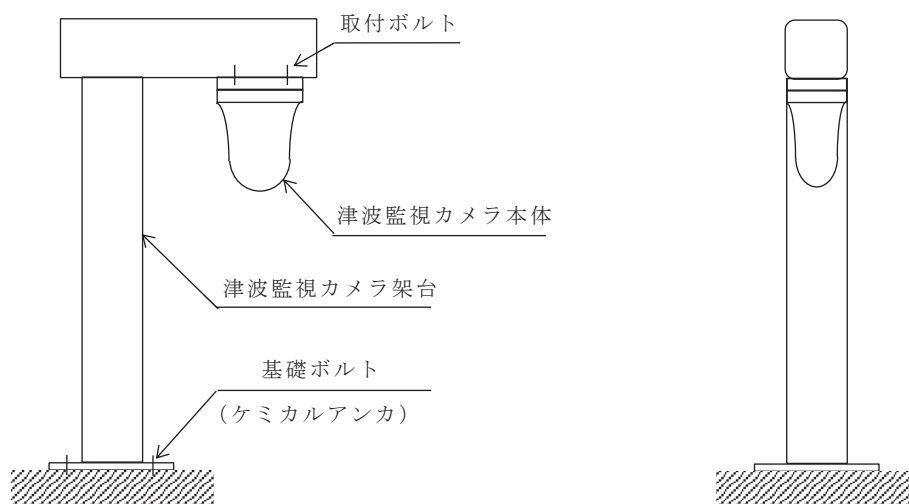 取付ボルト
津波監視カメラ本体
津波監視カメラ架台
基礎ボルト
(ケミカルアンカ)